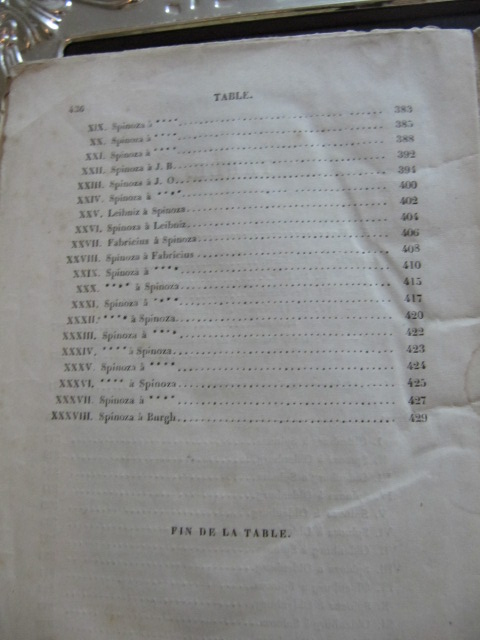 436 TABLE.
XIX. Spinoza à **** 383
XX. Spinoza à **** 385
XXI. Spinoza à **** 388
XXII. Spinoza à J. B. 392
XXIII. Spinoza à J. O. 394
XXIV. Spinoza à **** 400
XXV. Leibniz à Spinoza 402
XXVI. Spinoza à Leibniz. 404
XXVII. Fabricius à Spinoza 406
XXVIII. Spinoza à Fabricius 408
XXIX. Spinoza à **** 410
XXX. **** à Spinoza 415
XXXI. Spinoza à **** 417
XXXII. **** à Spinoza. 420
XXXIII. Spinoza à **** 422
XXXIV. **** à Spinoza. 423
XXXV. Spinoza à **** 424
XXXVI. **** à Spinoza 425
XXXVII. Spinoza à **** 427
XXXVIII. Spinoza à Burgh. 429
FIN DE LA TABLE.